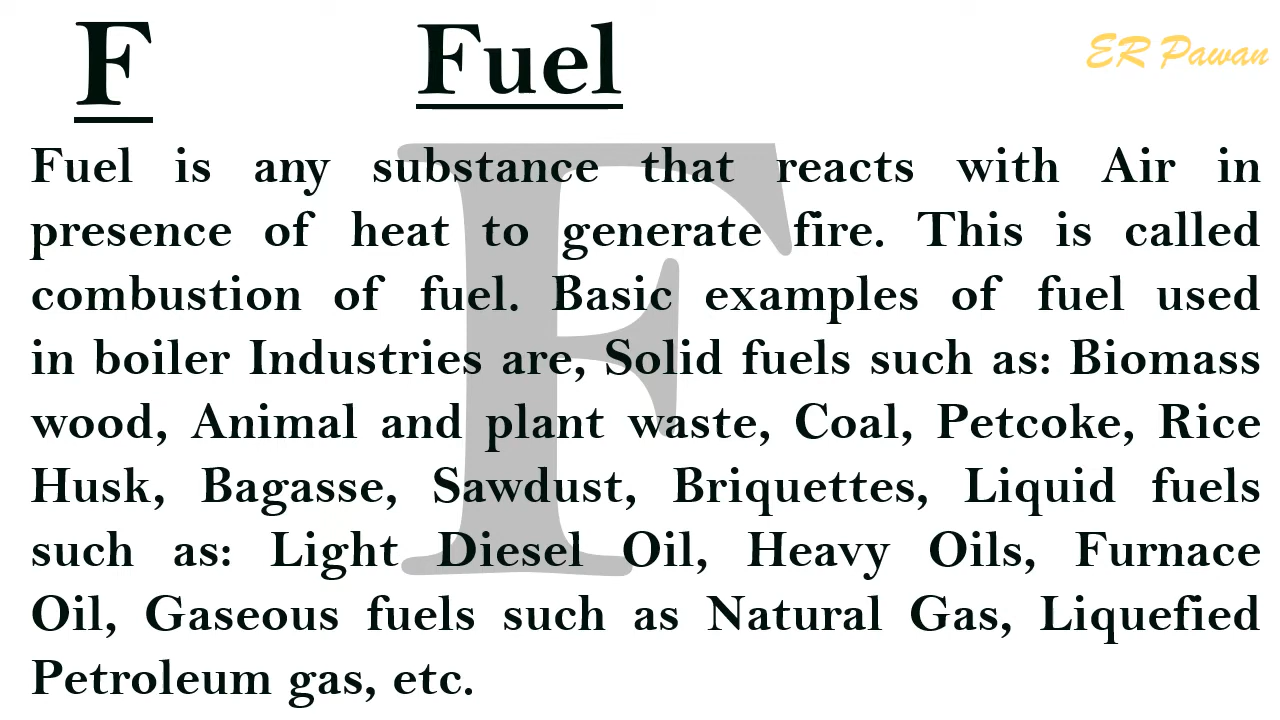 F Fuel ER Pawan
Fuel is any substance that reacts with Air in
presence of heat to generate fire. This is called
combustion of fuel. Basic examples of fuel used
in boiler Industries are, Solid fuels such as: Biomass
wood, Animal and plant waste, Coal, Petcoke, Rice
Husk, Bagasse, Sawdust, Briquettes, Liquid fuels
such as: Light Diesel Oil, Heavy Oils, Furnace
Oil, Gaseous fuels such as Natural Gas, Liquefied
Petroleum gas, etc.
F